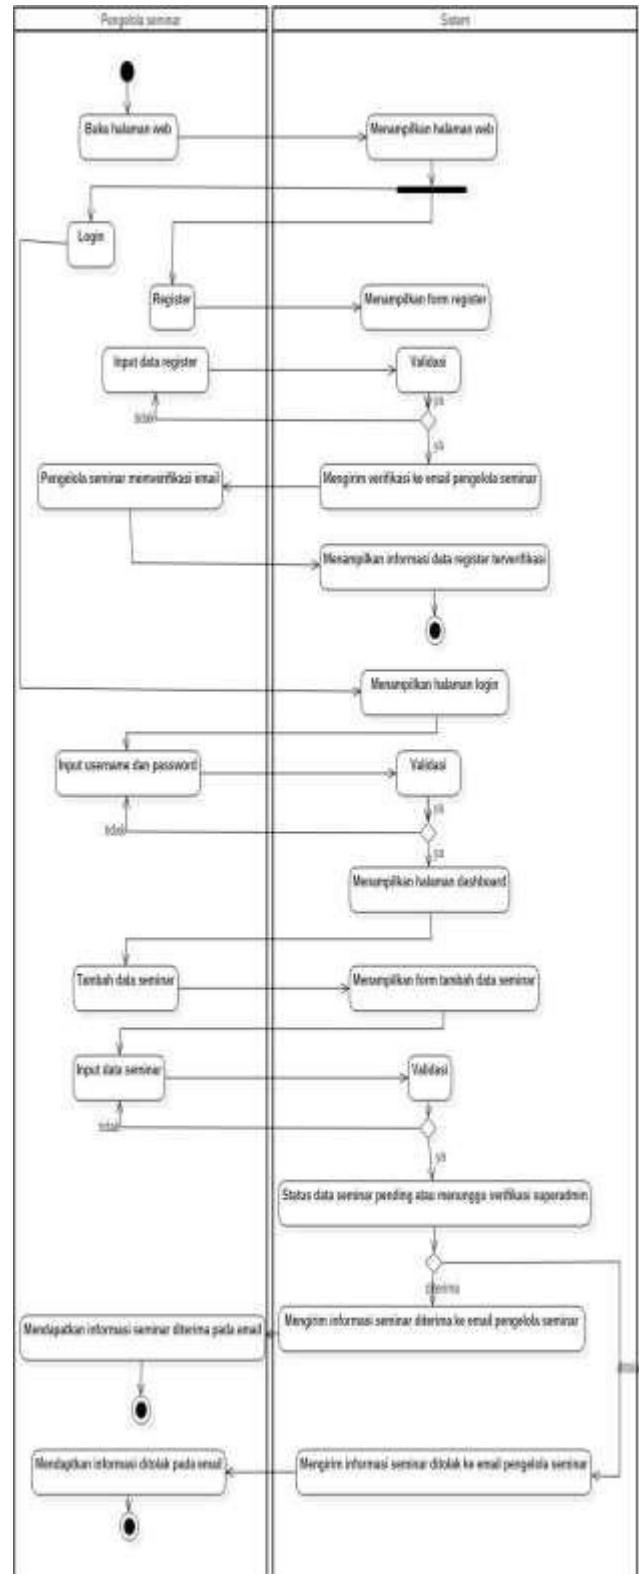 Pengelola seminar
Sistem
Buka halaman web
Menampilkan halaman web
Login
Register
Menampilkan form register
Input data register
Validasi
ya
tidak
ya
Pengelola seminar memverifikasi email
Mengirim verifikasi ke email pengelola seminar
Menampilkan informasi data register terverifikasi
Menampilkan halaman login
Input username dan password
Validasi
ya
tidak
ya
Menampilkan halaman dashboard
Tambah data seminar
Menampilkan form tambah data seminar
Input data seminar
Validasi
tidak
ya
Status data seminar pending atau menunggu verifikasi superadmin
diterima
Mendapatkan informasi seminar diterima pada email
Mengirim informasi seminar diterima ke email pengelola seminar
Mendaptkan informasi ditolak pada email
Mengirim informasi seminar ditolak ke email pengelola seminar